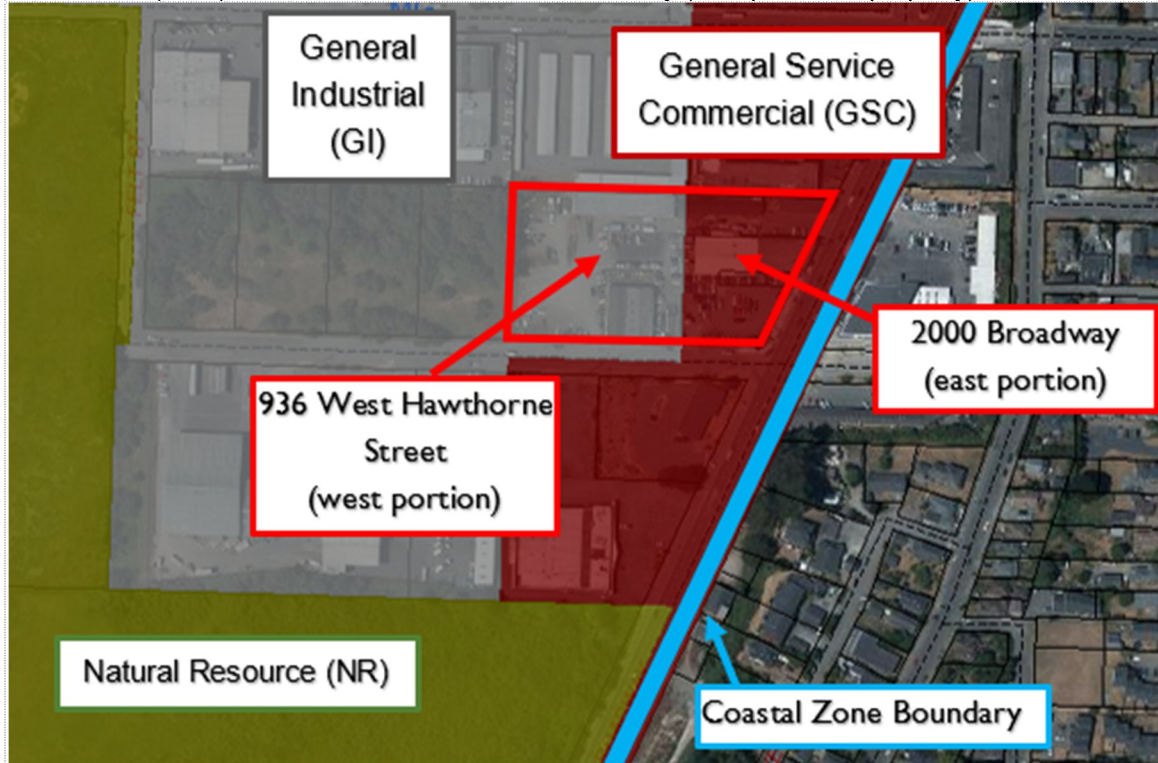 General
Industrial
(GI)
General Service
Commercial (GSC)
2000 Broadway
(east portion)
936 West Hawthorne
Street
(west portion)
Natural Resource (NR)
Coastal Zone Boundary